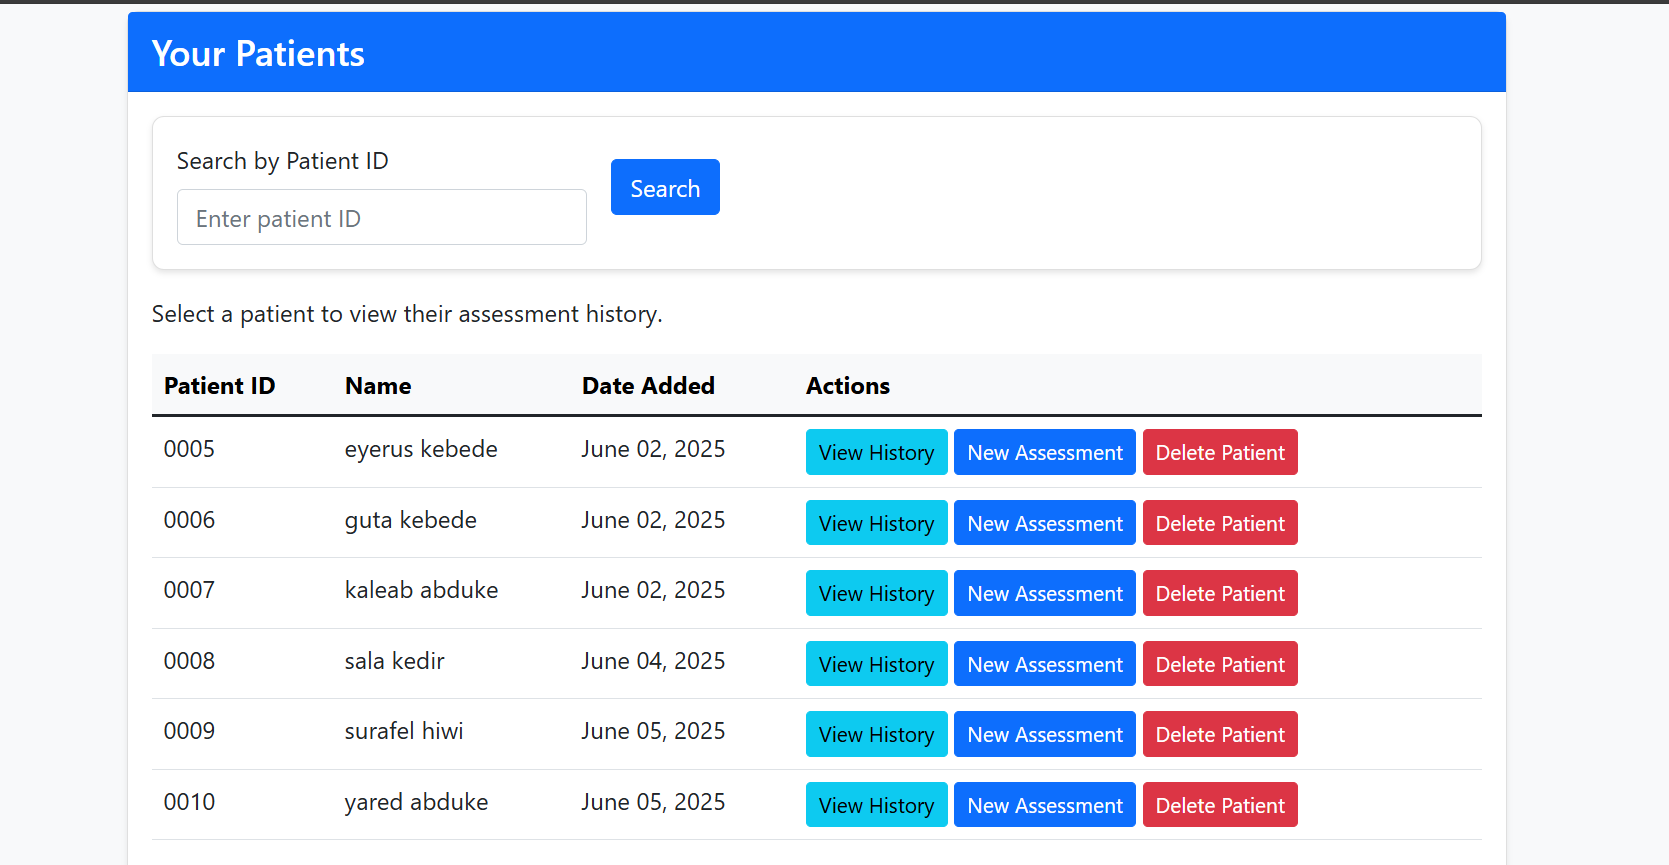 Your Patients
Search by Patient ID
Enter patient ID
Search
Select a patient to view their assessment history.
Patient ID Name Date Added Actions
0005 eyerus kebede June 02, 2025 View History New Assessment Delete Patient
0006 guta kebede June 02, 2025 View History New Assessment Delete Patient
0007 kaleab abduke June 02, 2025 View History New Assessment Delete Patient
0008 sala kedir June 04, 2025 View History New Assessment Delete Patient
0009 surafel hiwi June 05, 2025 View History New Assessment Delete Patient
0010 yared abduke June 05, 2025 View History New Assessment Delete Patient